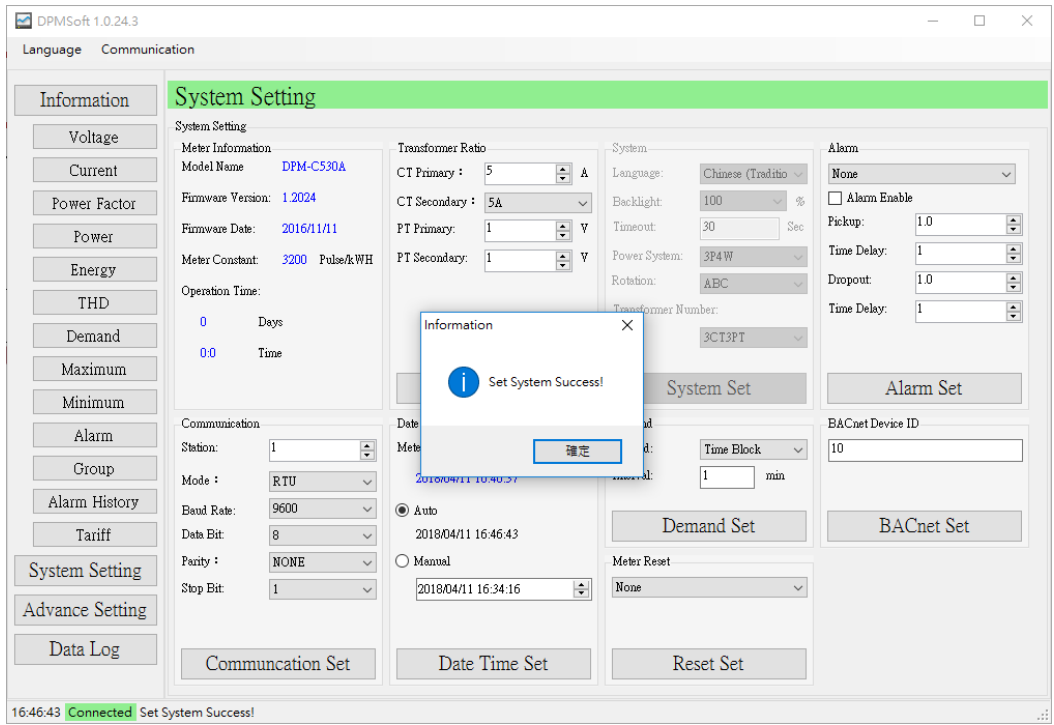 DPMSoft 1.0.24.3
Language Communication
Information
Voltage
Current
Power Factor
Power
Energy
THD
Demand
Maximum
Minimum
Alarm
Group
Alarm History
Tariff
System Setting
Advance Setting
Data Log
System Setting
System Setting
Meter Information
Model Name DPM-C530A
Firmware Version: 1.2024
Firmware Date: 2016/11/11
Meter Constant: 3200 Pulse/kWH
Operation Time:
0 Days
0:0 Time
Transformer Ratio
CT Primary： 5 A
CT Secondary： 5A
PT Primary: 1 V
PT Secondary: 1 V
System
Language: Chinese (Traditio
Backlight: 100 %
Timeout: 30 Sec
Power System: 3P4W
Rotation: ABC
Transformer Number:
3CT3PT
System Set
Alarm
None
Alarm Enable
Pickup: 1.0
Time Delay: 1
Dropout: 1.0
Time Delay: 1
Alarm Set
Information
Set System Success!
確定
Communication
Station: 1
Mode： RTU
Baud Rate: 9600
Data Bit: 8
Parity： NONE
Stop Bit: 1
Communcation Set
Date
Mete
Auto
2018/04/11 16:46:43
Manual
2018/04/11 16:34:16
Date Time Set
Time Block
1 min
Demand Set
Meter Reset
None
Reset Set
BACnet Device ID
10
BACnet Set
16:46:43 Connected Set System Success!